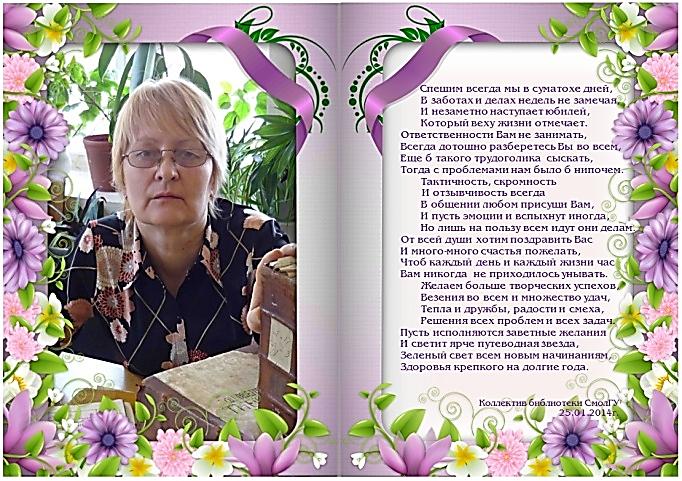 Спешим всегда мы в суматохе дней,
В заботах и делах недель не замечая,
И незаметно наступает юбилей,
Который веху жизни отмечает.
Ответственности Вам не занимать,
Всегда дотошно разберетесь Вы во всем,
Еще б такого трудоголика сыскать,
Тогда с проблемами нам было б нипочем.
Тактичность, скромность
И отзывчивость всегда
В общении любом присущи Вам,
И пусть эмоции и вспыхнут иногда,
Но лишь на пользу всем идут они делам.
От всей души хотим поздравить Вас
И много-много счастья пожелать,
Чтоб каждый день и каждый жизни час
Вам никогда не приходилось унывать.
Желаем больше творческих успехов,
Везения во всем и множество удач,
Тепла и дружбы, радости и смеха,
Решения всех проблем и всех задач.
Пусть исполняются заветные желания
И светит ярче путеводная звезда,
Зеленый свет всем новым начинаниям,
Здоровья крепкого на долгие года.
Коллектив библиотеки СмолГУ
25.01.2014г.